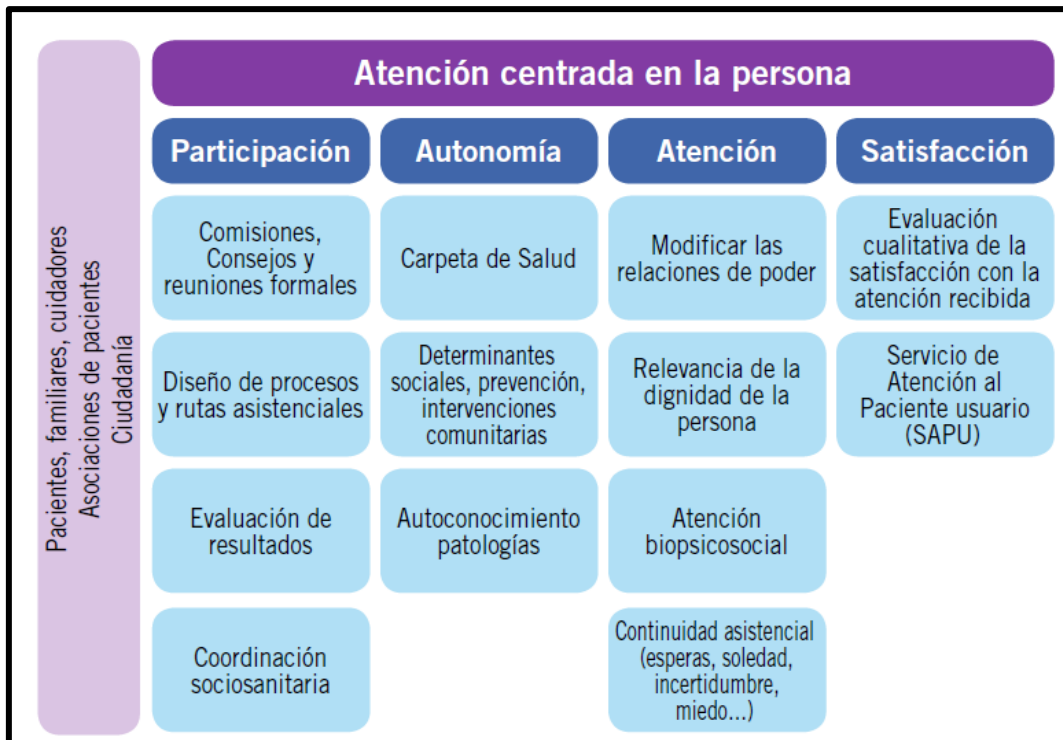 Pacientes, familiares, cuidadores
Asociaciones de pacientes
Ciudadanía
Atención centrada en la persona
Participación
Comisiones,
Consejos y
reuniones formales
Diseño de procesos
y rutas asistenciales
Evaluación de
resultados
Coordinación
sociosanitaria
Autonomía
Carpeta de Salud
Determinantes
sociales, prevención,
intervenciones
comunitarias
Autoconocimiento
patologías
Atención
Modificar las
relaciones de poder
Relevancia de la
dignidad de la
persona
Atención
biopsicosocial
Continuidad asistencial
(esperas, soledad,
incertidumbre,
miedo...)
Satisfacción
Evaluación
cualitativa de la
satisfacción con la
atención recibida
Servicio de
Atención al
Paciente usuario
(SAPU)